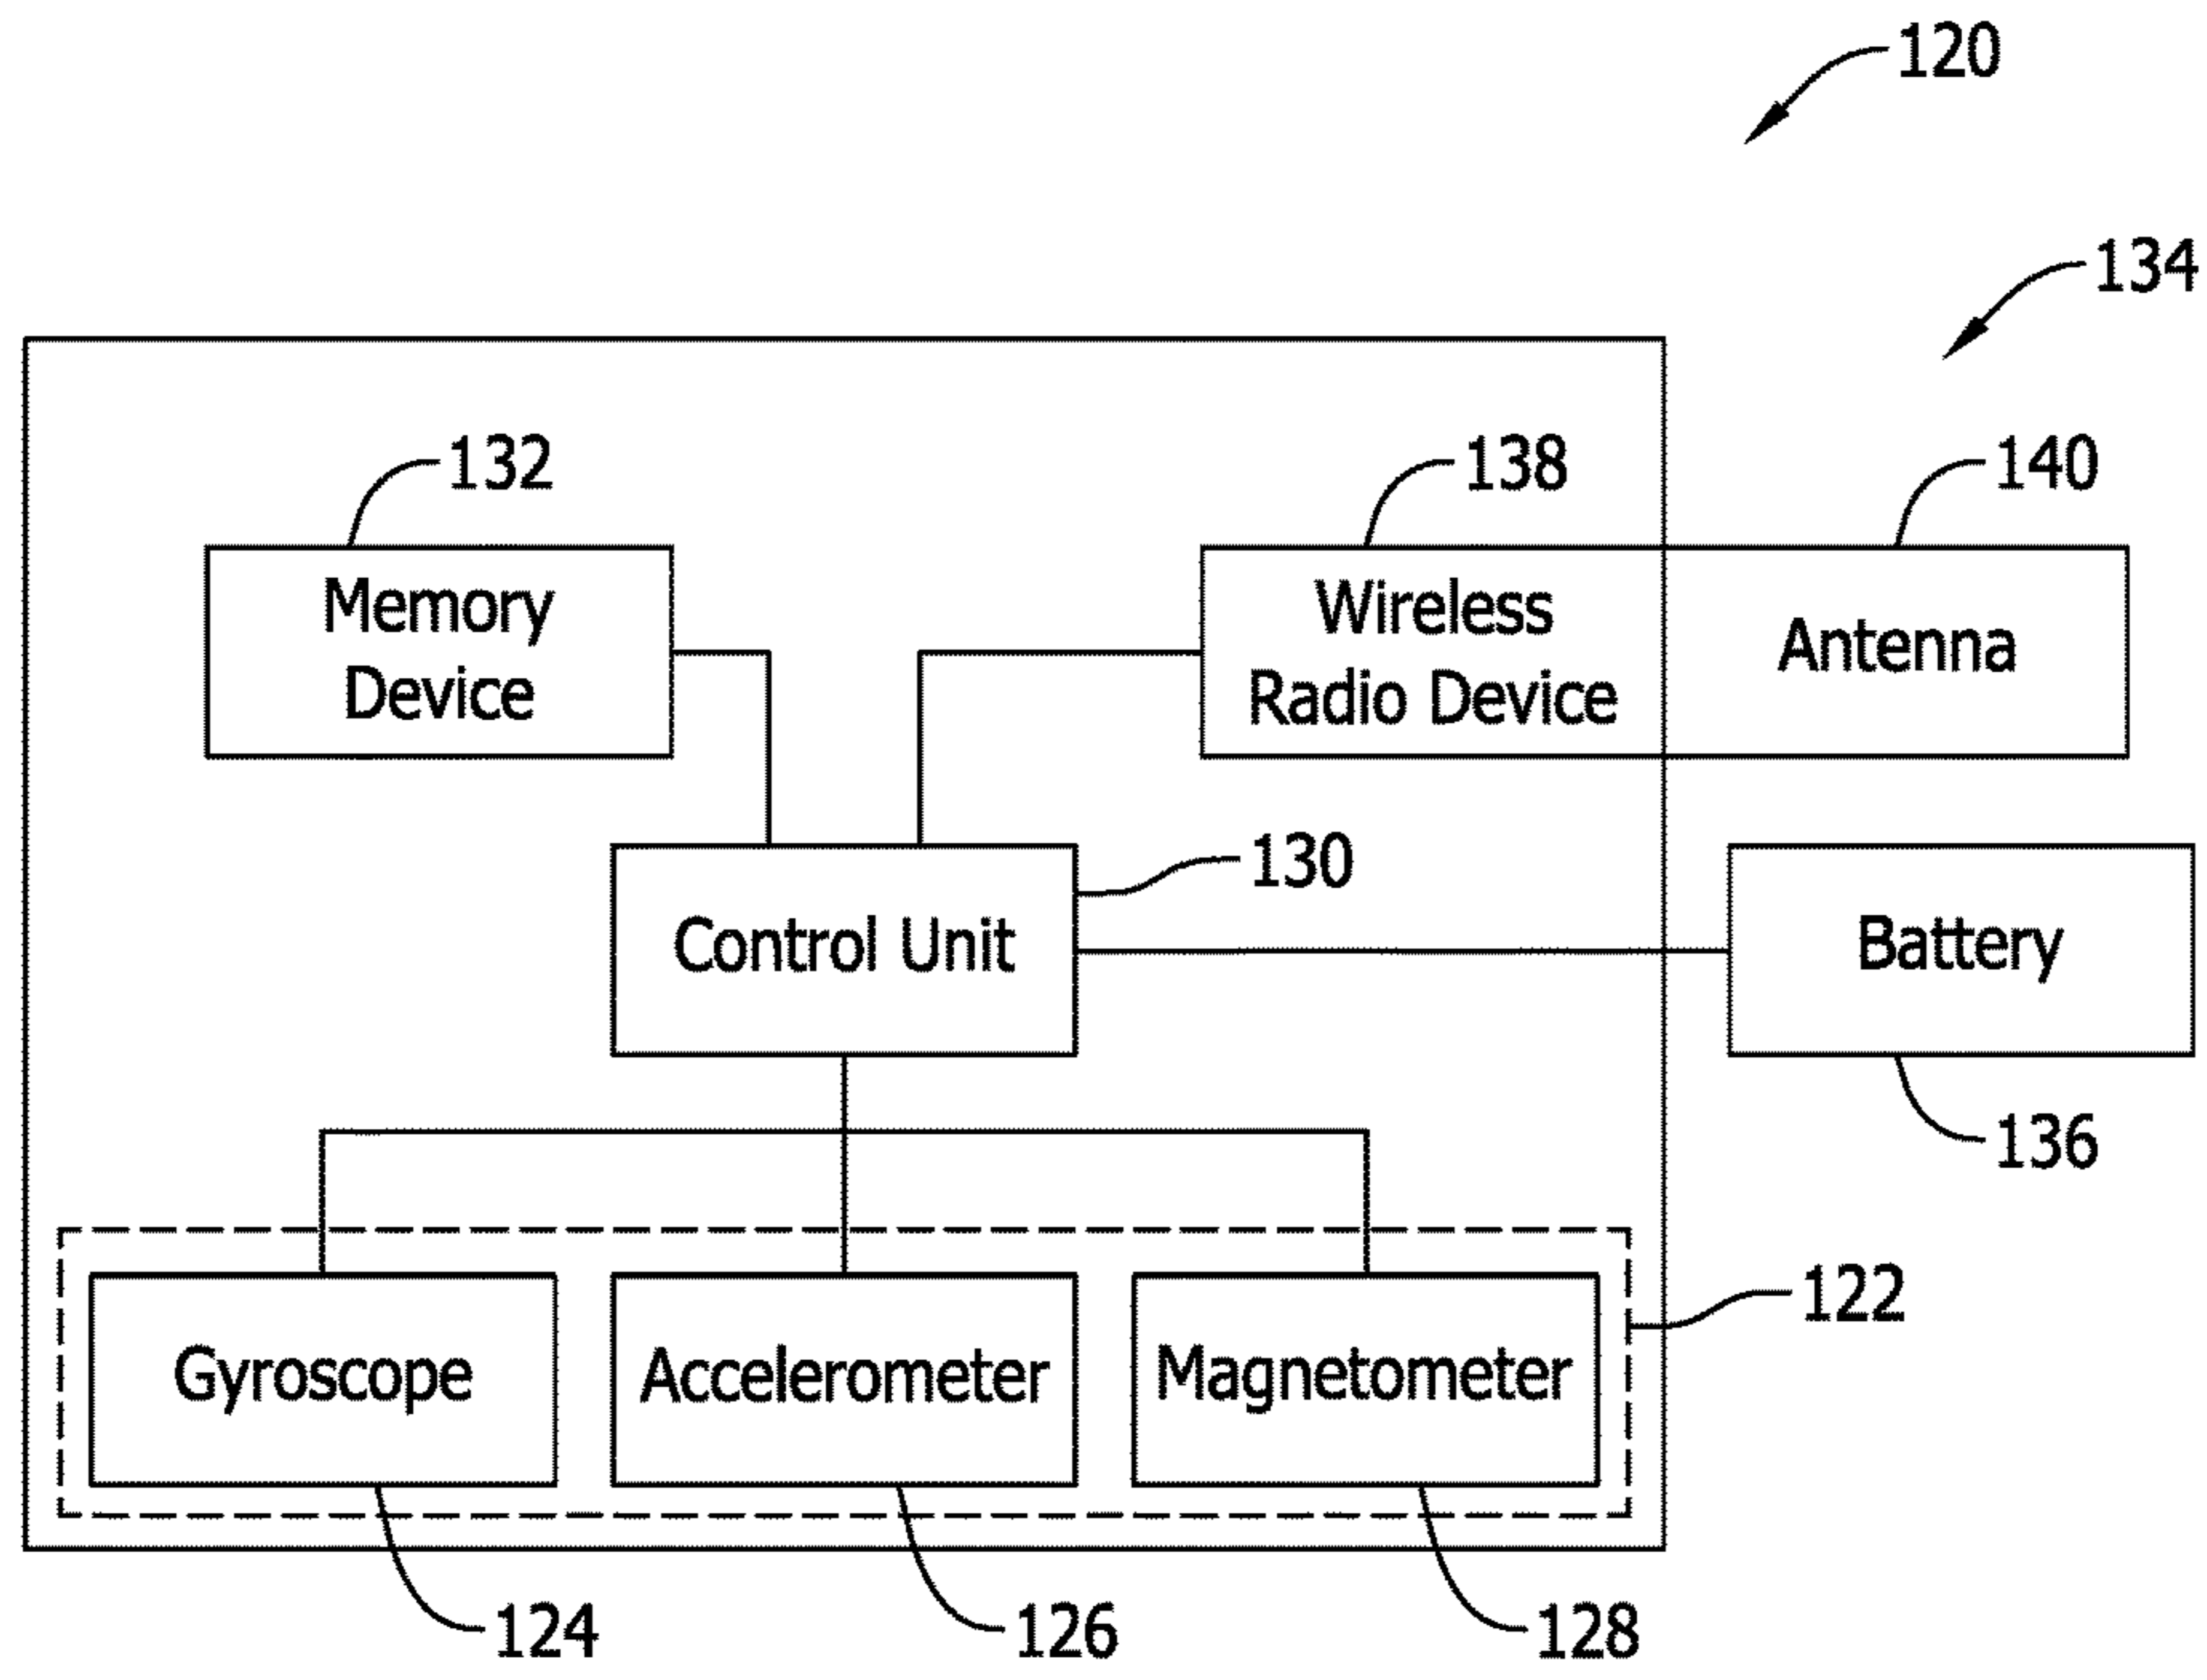 120
134
132
138
140
Memory
Device
Wireless
Radio Device
Antenna
130
Control Unit
Battery
136
122
Gyroscope
Accelerometer
Magnetometer
124
126
128